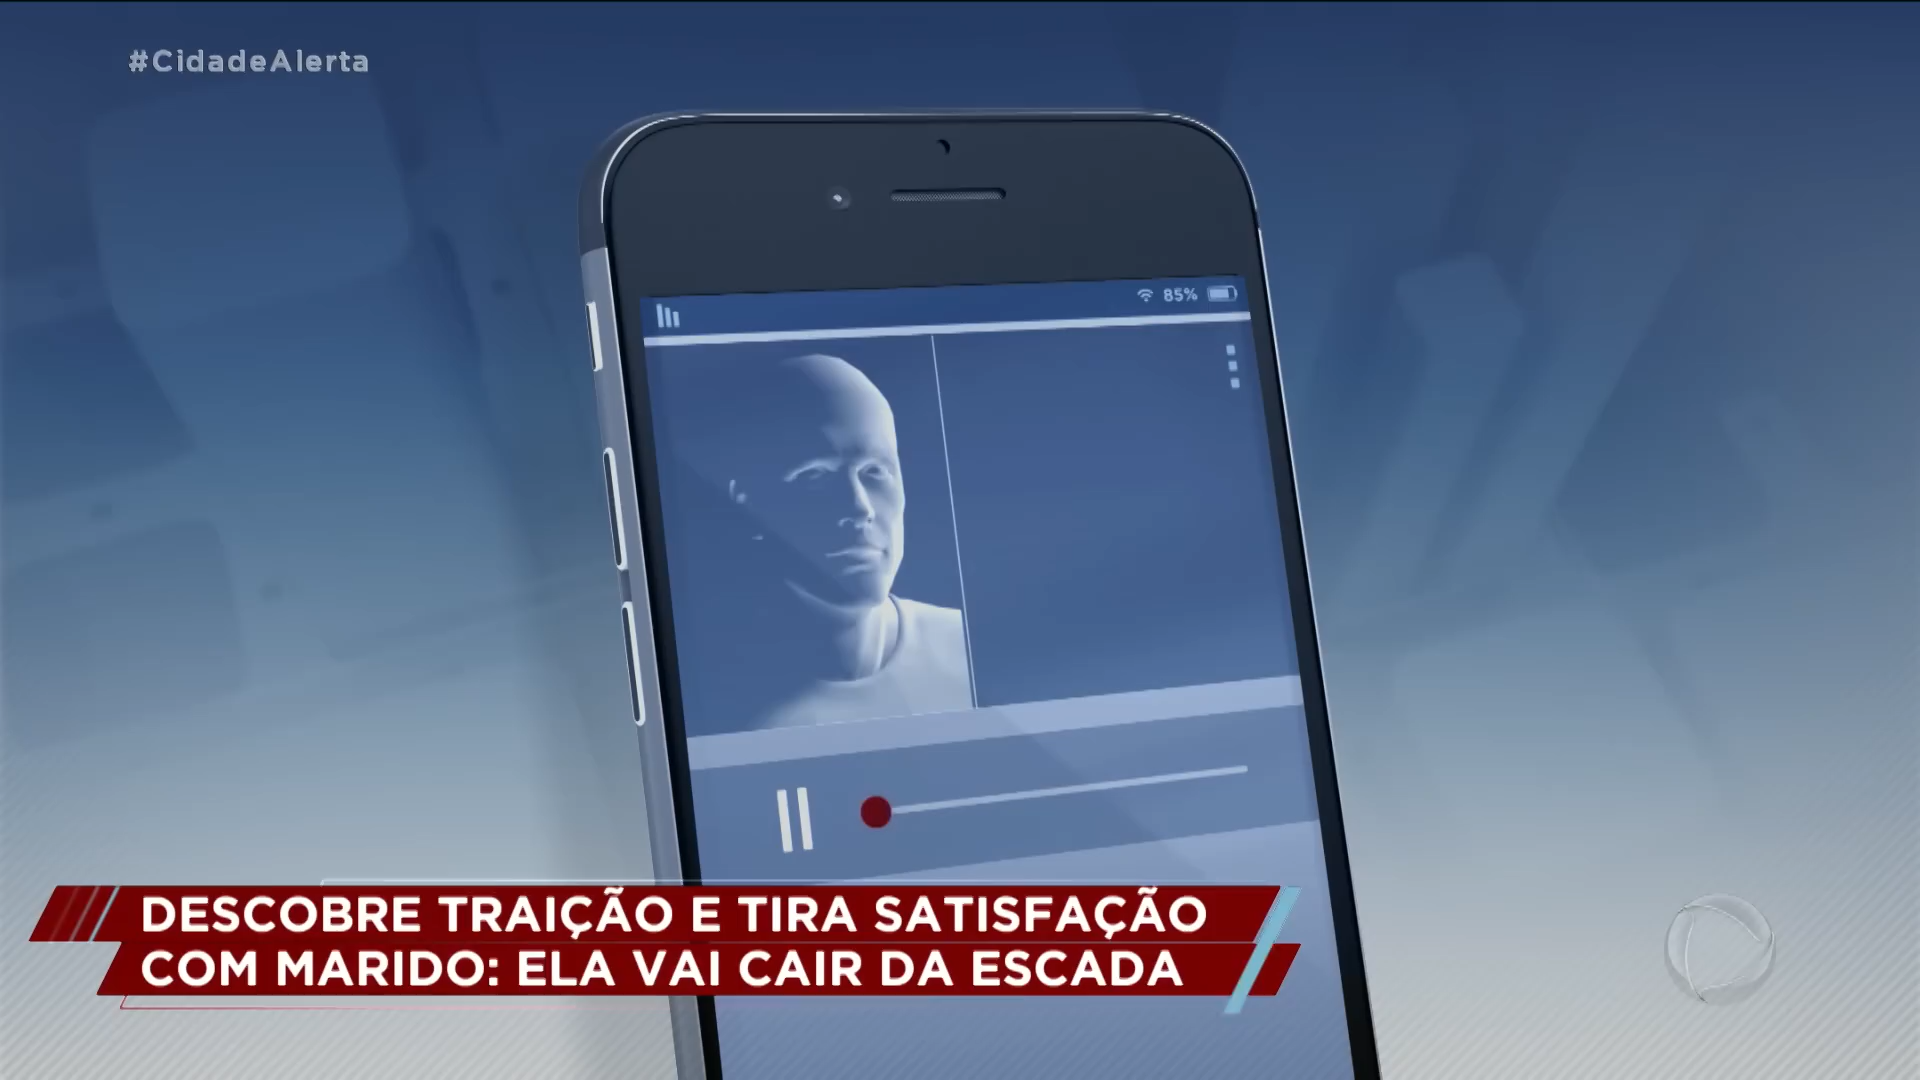 #CidadeAlerta
85%
DESCOBRE TRAIÇÃO E TIRA SATISFAÇÃO
COM MARIDO: ELA VAI CAIR DA ESCADA